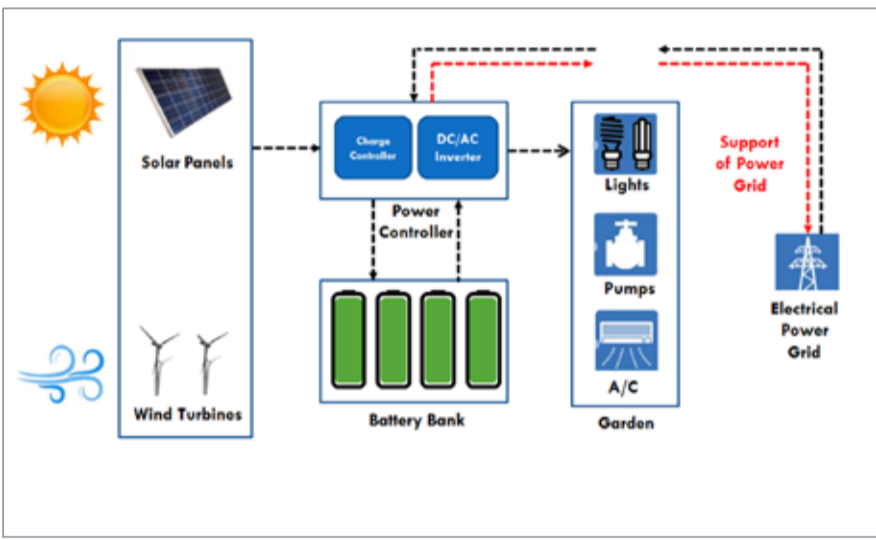 Solar Panels
Wind Turbines
Charge
Controller
DC/AC
Inverter
Power
Controller
Battery Bank
Lights
Pumps
A/C
Garden
Support
of Power
Grid
Electrical
Power
Grid